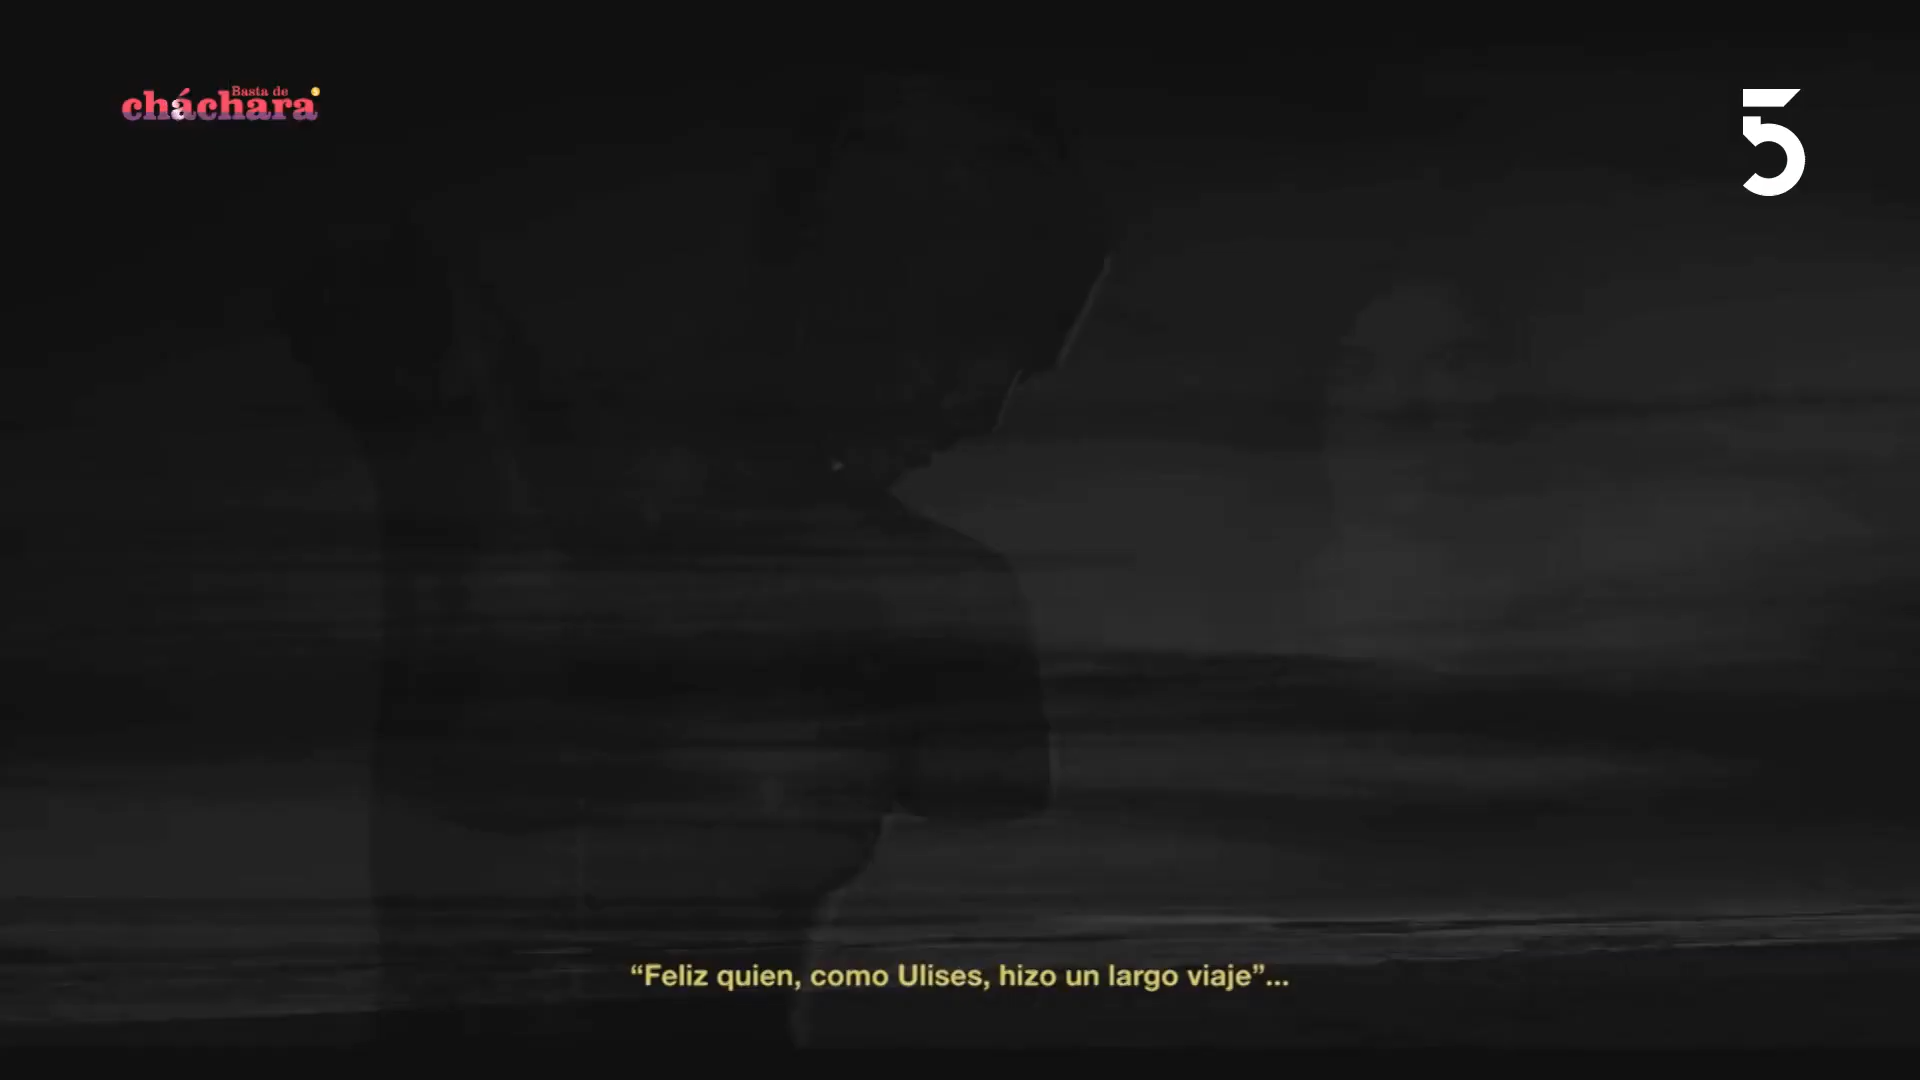 Basta de
cháchara
5
“Feliz quien, como Ulises, hizo un largo viaje”...